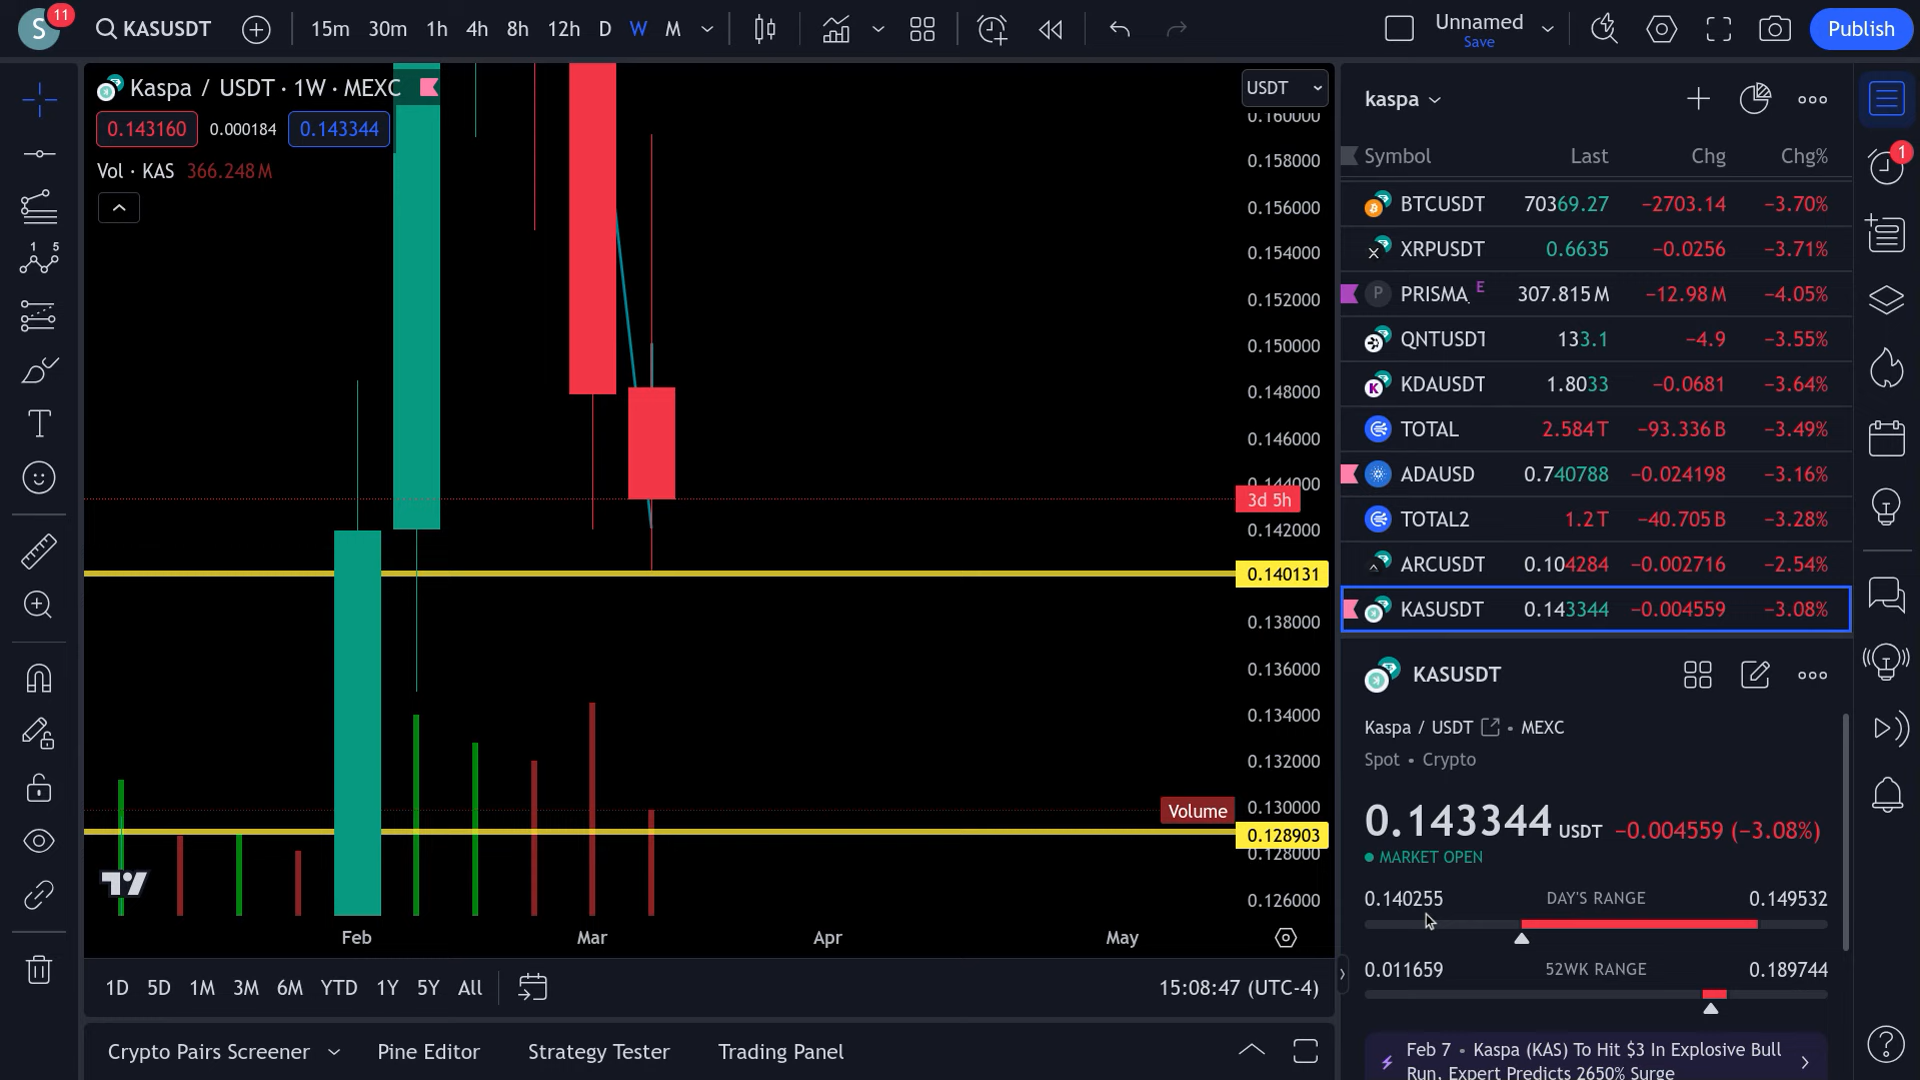 S
11
KASUSDT
15m 30m 1h 4h 8h 12h D W M
Unnamed
Save
Publish
Kaspa / USDT · 1W · MEXC
0.143160 0.000184 0.143344
Vol · KAS 366.248 M
USDT
0.160000
0.158000
0.156000
0.154000
0.152000
0.150000
0.148000
0.146000
0.144000
3d 5h
0.142000
0.140131
0.138000
0.136000
0.134000
0.132000
0.130000
Volume
0.128903
0.128000
0.126000
Feb Mar Apr May
1D 5D 1M 3M 6M YTD 1Y 5Y All
15:08:47 (UTC-4)
Crypto Pairs Screener Pine Editor Strategy Tester Trading Panel
1 5
kaspa
Symbol Last Chg Chg%
BTCUSDT 70369.27 −2703.14 −3.70%
XRPUSDT 0.6635 −0.0256 −3.71%
P PRISMA E 307.815 M −12.98 M −4.05%
QNTUSDT 133.1 −4.9 −3.55%
KDAUSDT 1.8033 −0.0681 −3.64%
TOTAL 2.584 T −93.336 B −3.49%
ADAUSD 0.740788 −0.024198 −3.16%
TOTAL2 1.2 T −40.705 B −3.28%
ARCUSDT 0.104284 −0.002716 −2.54%
KASUSDT 0.143344 −0.004559 −3.08%
KASUSDT
Kaspa / USDT • MEXC
Spot • Crypto
0.143344 USDT −0.004559 (−3.08%)
MARKET OPEN
0.140255 DAY'S RANGE 0.149532
0.011659 52WK RANGE 0.189744
Feb 7 • Kaspa (KAS) To Hit $3 In Explosive Bull
Run, Expert Predicts 2650% Surge
1